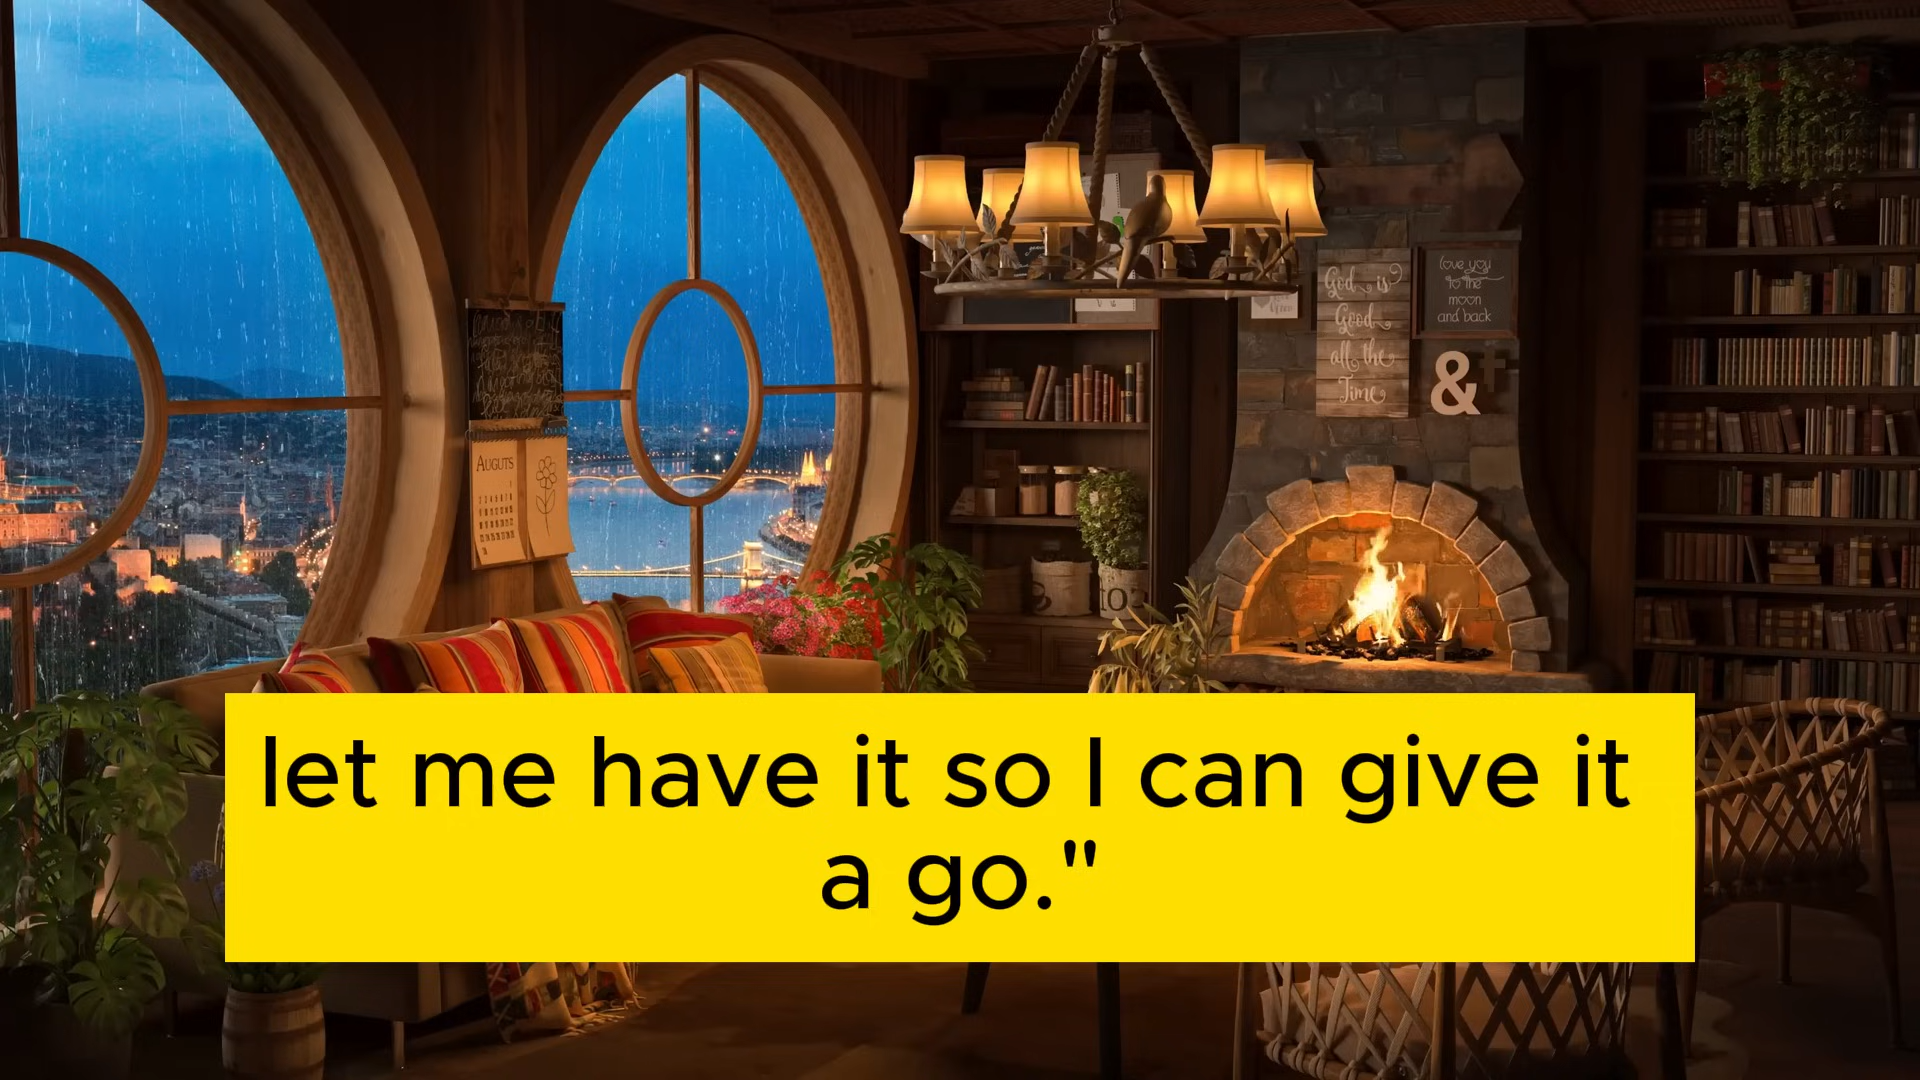 AUGUTS
God is
Good
all the
Time
love you
to the
moon
and back
&
let me have it so I can give it
a go."